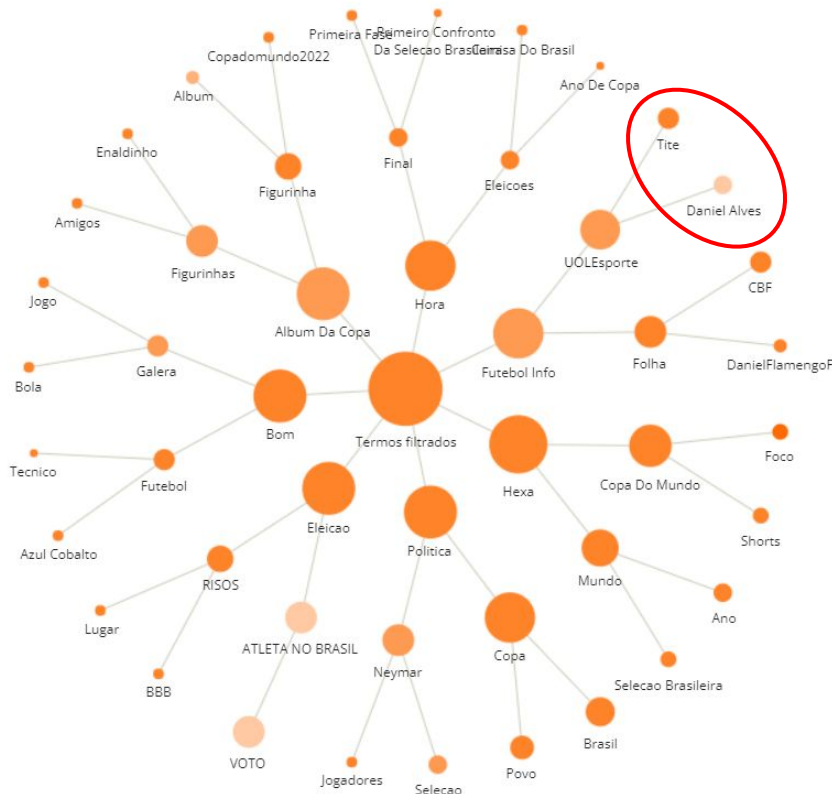 Primeira Fase
Primeiro Confronto
Da Selecao Brasileira
Camisa Do Brasil
Copadomundo2022
Ano De Copa
Album
Enaldinho
Figurinha
Final
Eleicoes
Tite
Amigos
Daniel Alves
Figurinhas
UOLEsporte
CBF
Jogo
Album Da Copa
Hora
Galera
Futebol Info
Folha
DanielFlamengoF
Bola
Bom
Termos filtrados
Tecnico
Futebol
Hexa
Copa Do Mundo
Foco
Azul Cobalto
Eleicao
Politica
Shorts
RISOS
Mundo
Lugar
ATLETA NO BRASIL
Neymar
Copa
Ano
BBB
Selecao Brasileira
VOTO
Jogadores
Selecao
Povo
Brasil